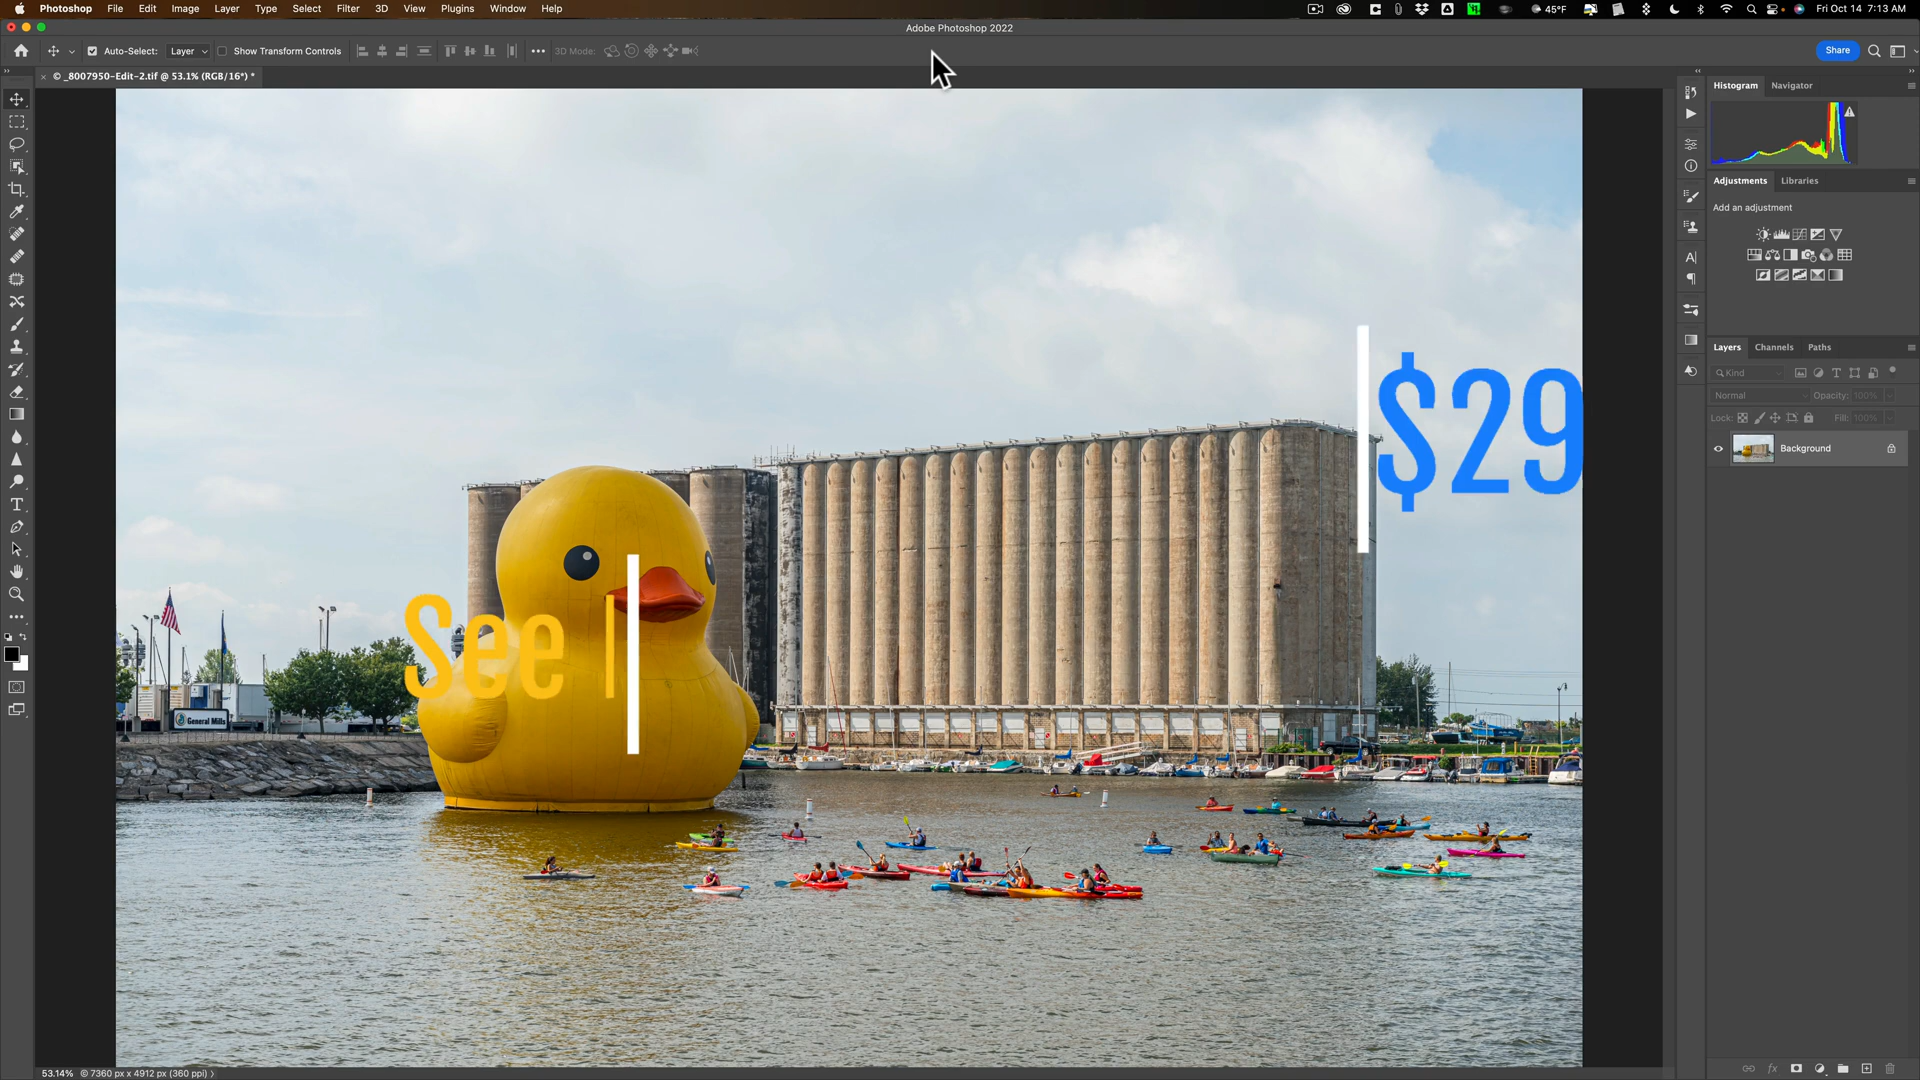 Photoshop File Edit Image Layer Type Select Filter 3D View Plugins Window Help
45°F Fri Oct 14 7:13 AM
Adobe Photoshop 2022
Auto-Select: Layer Show Transform Controls 3D Mode: Share
© _8007950-Edit-2.tif @ 53.1% (RGB/16*) *
Histogram Navigator
Adjustments Libraries
Add an adjustment
Layers Channels Paths
Kind
Normal Opacity: 100%
Lock: Fill: 100%
Background
$29
See
General Mills
53.14% © 7360 px x 4912 px (360 ppi)